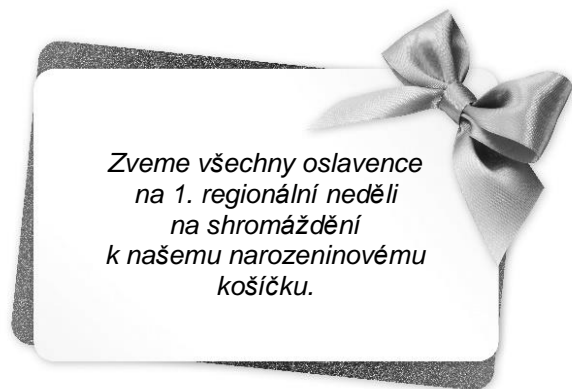 Zveme všechny oslavence
na 1. regionální neděli
na shromáždění
k našemu narozeninovému
košíčku.